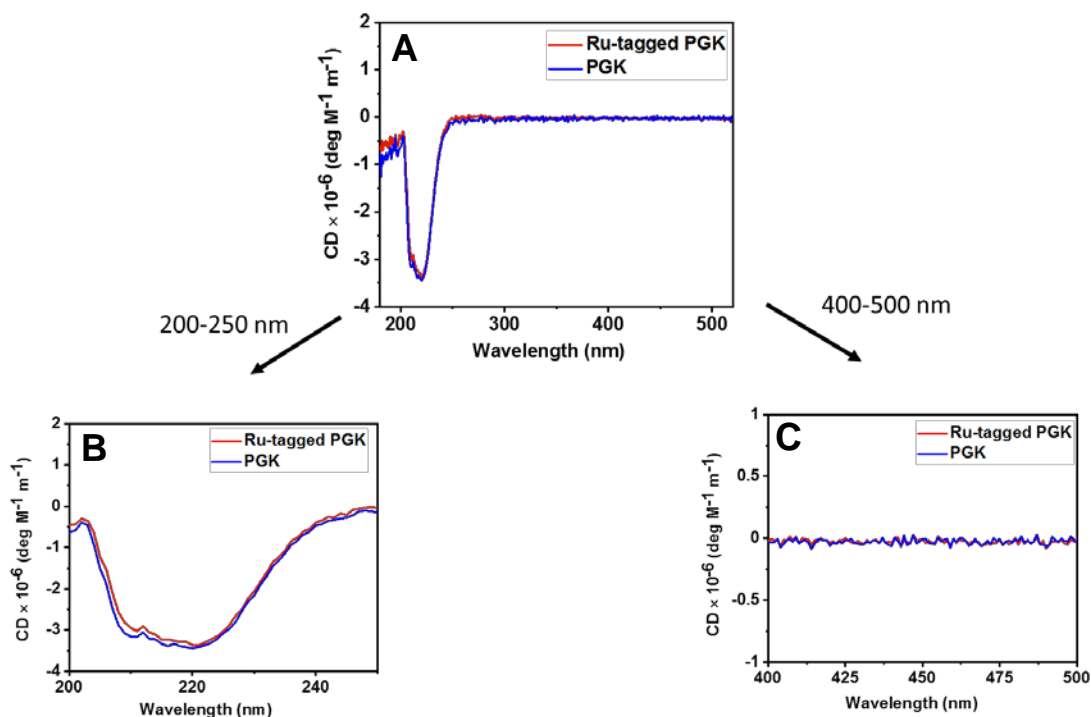 A
Ru-tagged PGK
PGK
2
1
0
-1
-2
-3
-4
CD × 10⁻⁶ (deg M⁻¹ m⁻¹)
200 300 400 500
Wavelength (nm)
200-250 nm
400-500 nm
B
Ru-tagged PGK
PGK
2
1
0
-1
-2
-3
-4
CD × 10⁻⁶ (deg M⁻¹ m⁻¹)
200 220 240
Wavelength (nm)
C
Ru-tagged PGK
PGK
1
0.5
0
-0.5
-1
CD × 10⁻⁶ (deg M⁻¹ m⁻¹)
400 425 450 475 500
Wavelength (nm)